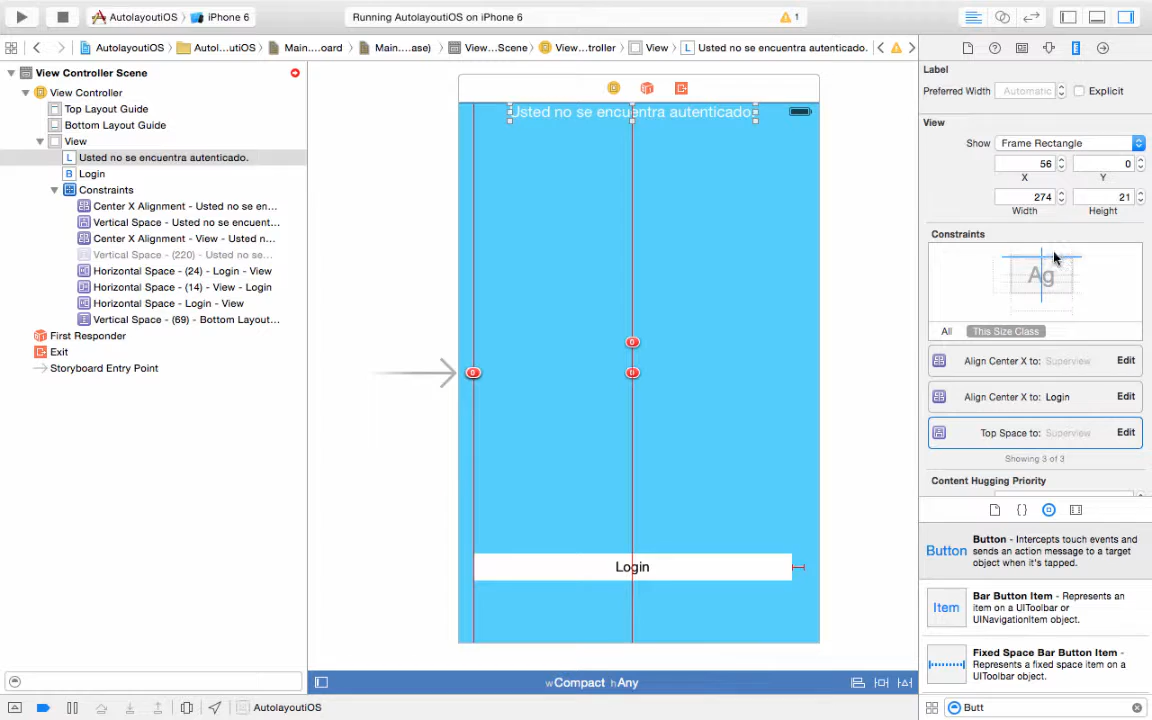 AutolayoutiOS
iPhone 6
Running AutolayoutiOS on iPhone 6
1
AutolayoutiOS
Autol...utiOS
Main....oard
Main....ase)
View...Scene
View...troller
View
L
Usted no se encuentra autenticado.
View Controller Scene
View Controller
Top Layout Guide
Bottom Layout Guide
View
L Usted no se encuentra autenticado.
B Login
Constraints
Center X Alignment - Usted no se en...
Vertical Space - Usted no se encuent...
Center X Alignment - View - Usted n...
Vertical Space - (220) - Usted no se...
Horizontal Space - (24) - Login - View
Horizontal Space - (14) - View - Login
Horizontal Space - Login - View
Vertical Space - (69) - Bottom Layout...
First Responder
Exit
Storyboard Entry Point
Usted no se encuentra autenticado.
Login
wCompact hAny
AutolayoutiOS
Label
Preferred Width
Automatic
Explicit
View
Show
Frame Rectangle
56
0
X
Y
274
21
Width
Height
Constraints
Ag
All
This Size Class
Align Center X to: Superview
Edit
Align Center X to: Login
Edit
Top Space to: Superview
Edit
Showing 3 of 3
Content Hugging Priority
Button
Button - Intercepts touch events and
sends an action message to a target
object when it's tapped.
Item
Bar Button Item - Represents an
item on a UIToolbar or
UINavigationItem object.
Fixed Space Bar Button Item -
Represents a fixed space item on a
UIToolbar object.
Butt